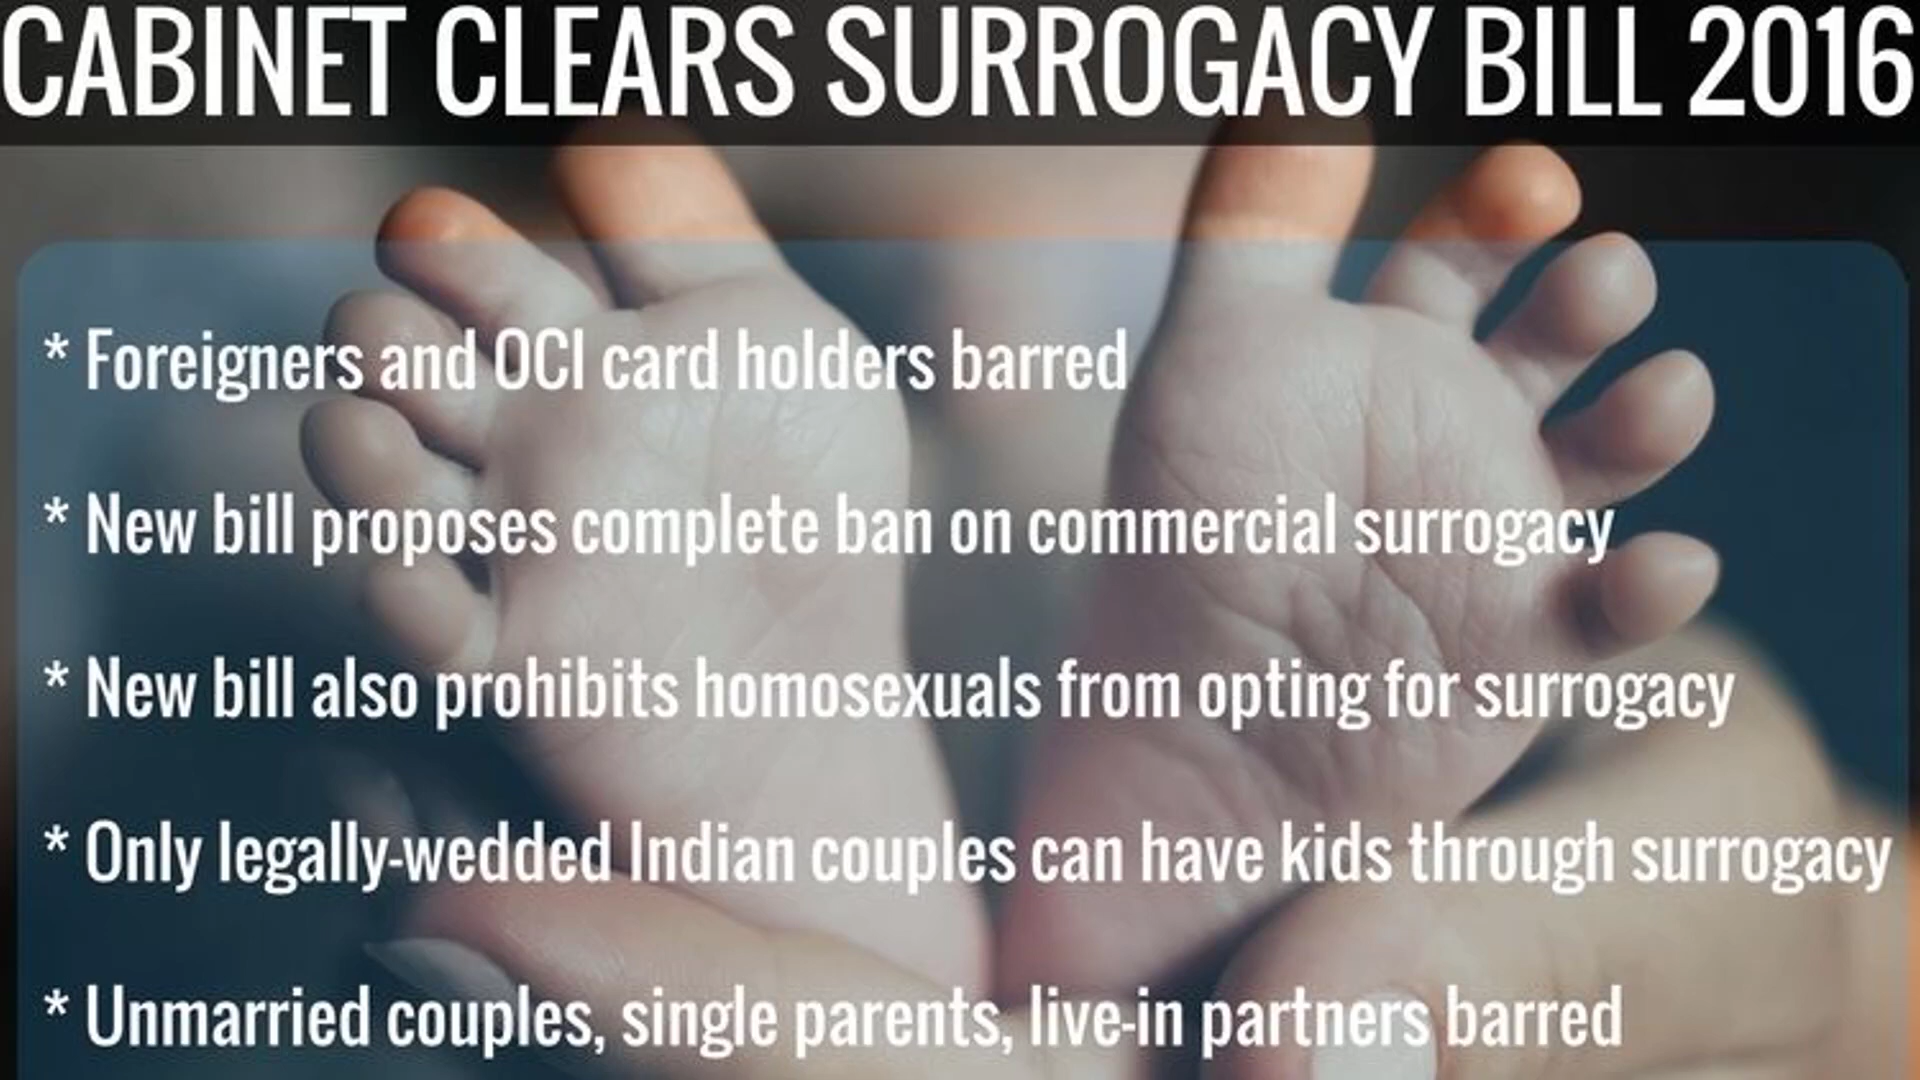 CABINET CLEARS SURROGACY BILL 2016
* Foreigners and OCI card holders barred
* New bill proposes complete ban on commercial surrogacy
* New bill also prohibits homosexuals from opting for surrogacy
* Only legally-wedded Indian couples can have kids through surrogacy
* Unmarried couples, single parents, live-in partners barred